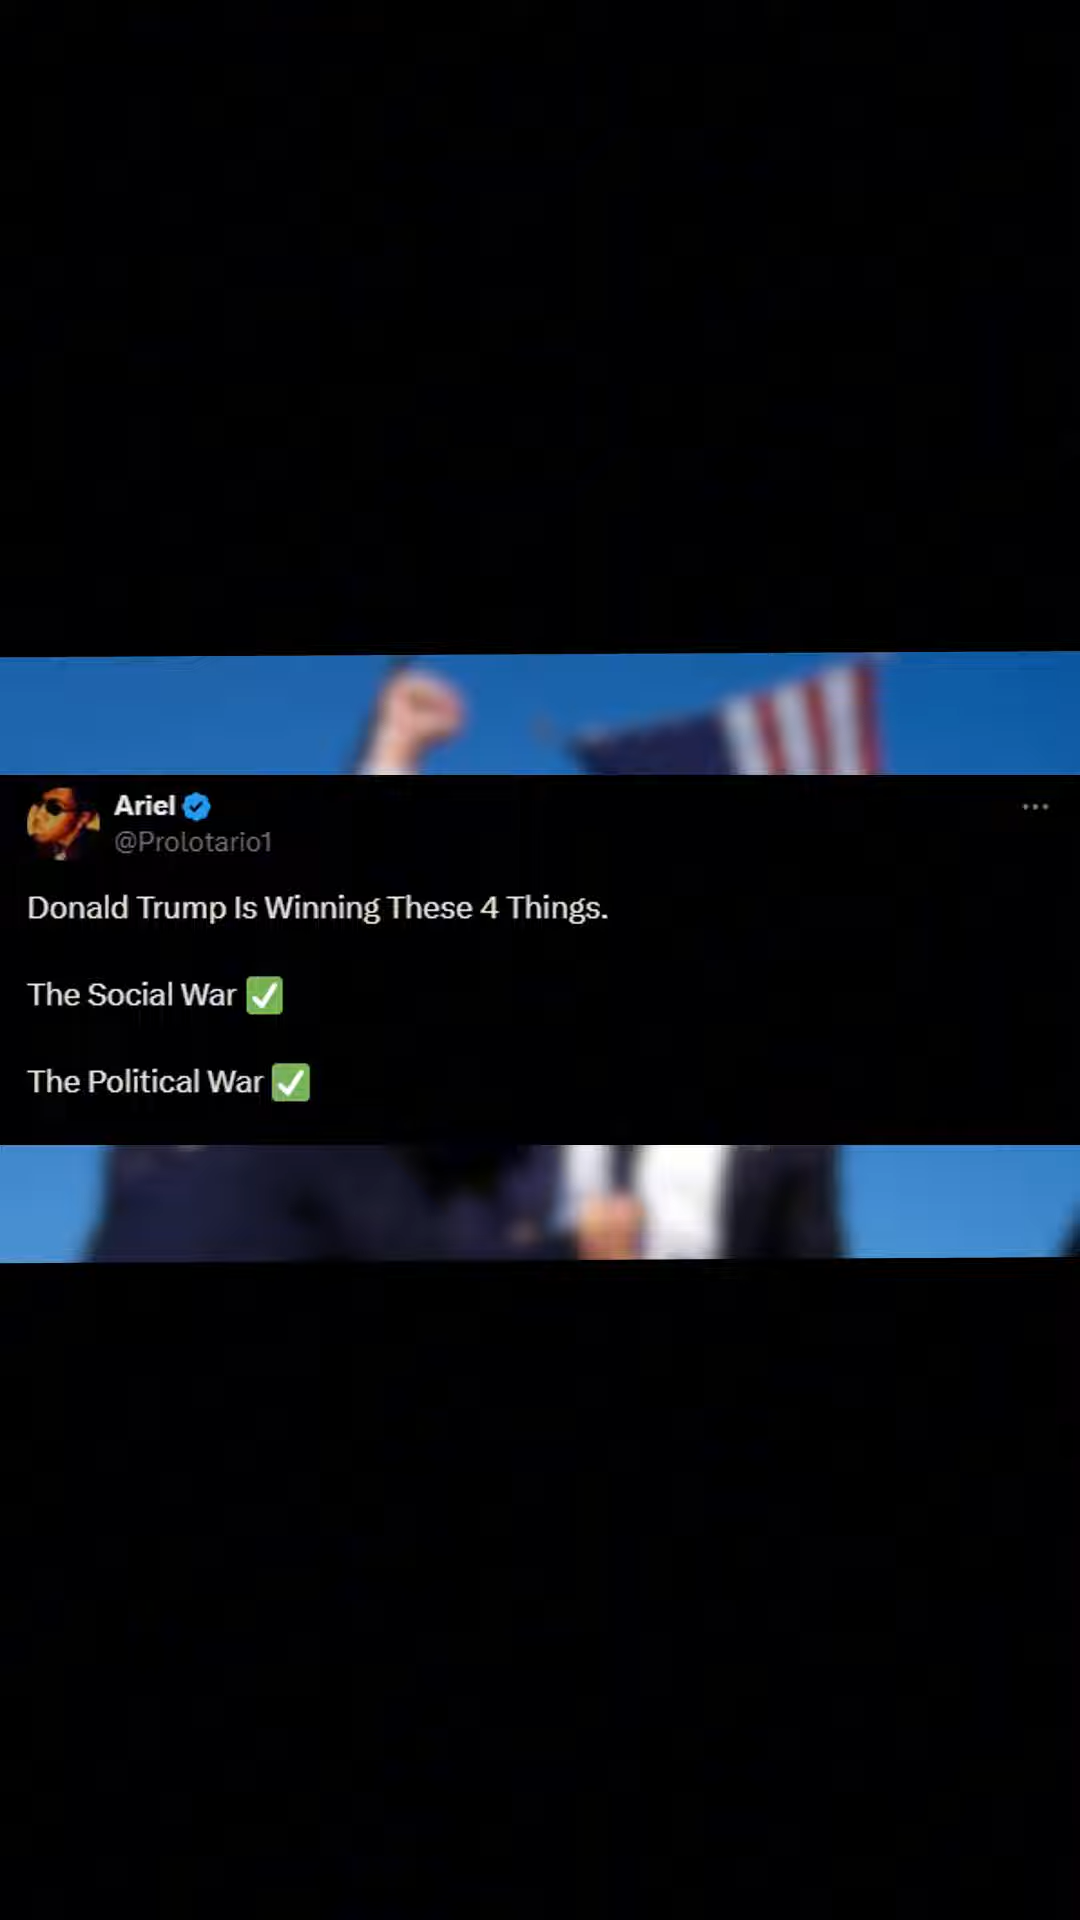 Ariel
@Prolotario1
Donald Trump Is Winning These 4 Things.
The Social War ✅
The Political War ✅